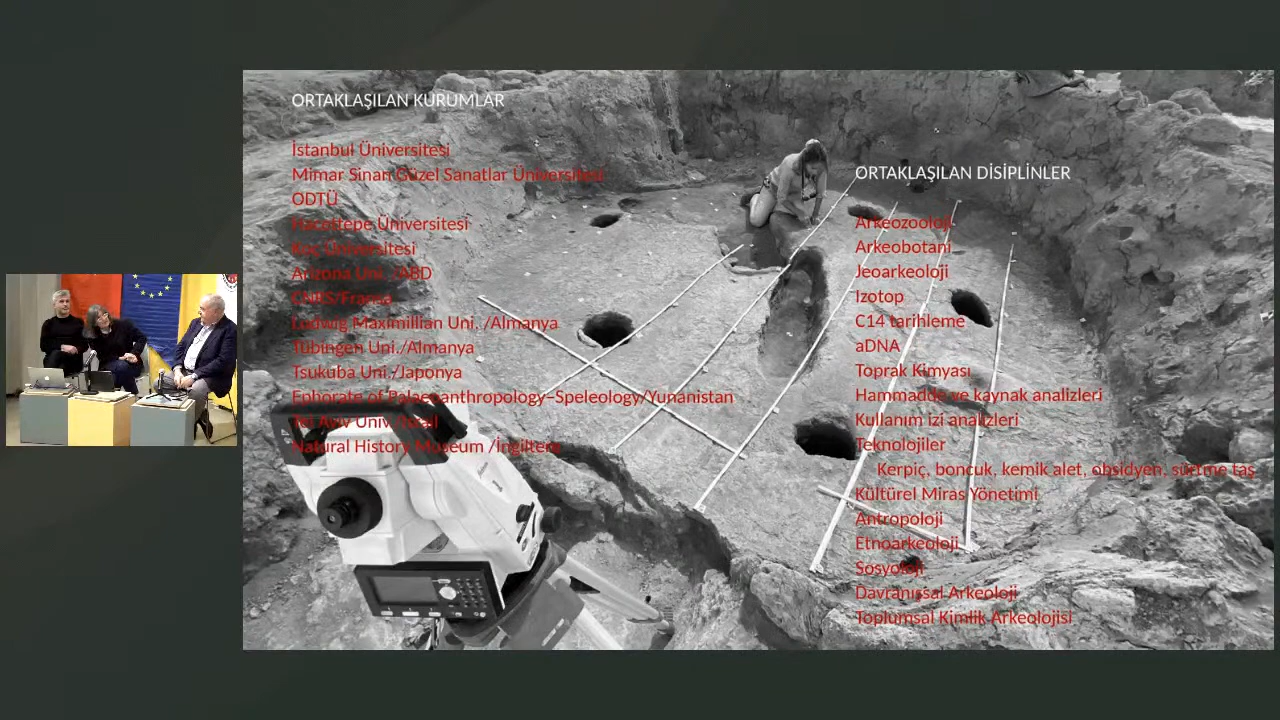 ORTAKLAŞILAN KURUMLAR
İstanbul Üniversitesi
Mimar Sinan Güzel Sanatlar Üniversitesi
ODTÜ
Hacettepe Üniversitesi
Koç Üniversitesi
Arizona Uni. /ABD
CNRS/Fransa
Ludwig Maximillian Uni. /Almanya
Tübingen Uni./Almanya
Tsukuba Uni./Japonya
Ephorate of Palaeoanthropology–Speleology/Yunanistan
Tel Aviv Univ./İsrail
Natural History Museum /İngiltere
ORTAKLAŞILAN DİSİPLİNLER
Arkeozooloji
Arkeobotani
Jeoarkeoloji
Izotop
C14 tarihleme
aDNA
Toprak Kimyası
Hammadde ve kaynak analizleri
Kullanım izi analizleri
Teknolojiler
Kerpiç, boncuk, kemik alet, obsidyen, sürtme taş
Kültürel Miras Yönetimi
Antropoloji
Etnoarkeoloji
Sosyoloji
Davranışsal Arkeoloji
Toplumsal Kimlik Arkeolojisi